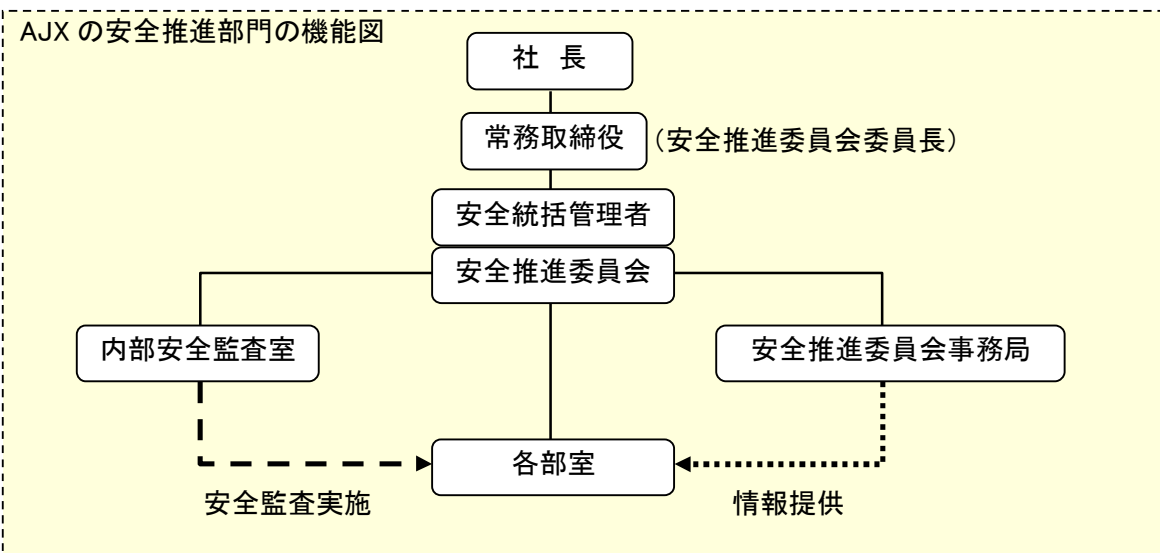 AJX の安全推進部門の機能図
社 長
常務取締役 (安全推進委員会委員長)
安全統括管理者
安全推進委員会
内部安全監査室
安全推進委員会事務局
各部室
安全監査実施
情報提供